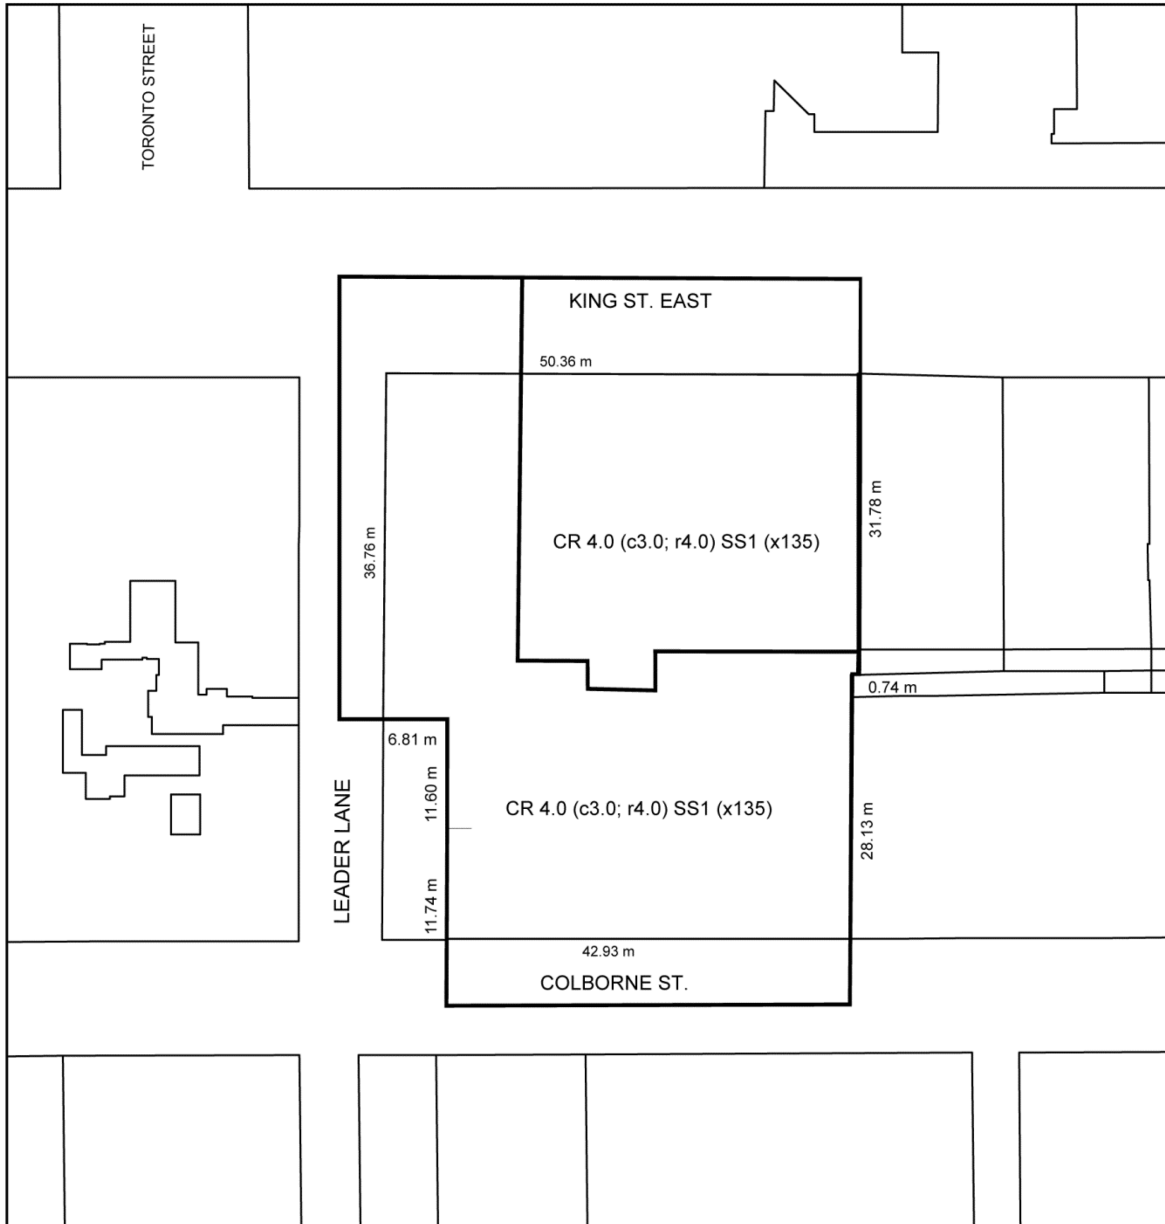 TORONTO STREET
KING ST. EAST
50.36 m
31.78 m
36.76 m
CR 4.0 (c3.0; r4.0) SS1 (x135)
0.74 m
6.81 m
11.60 m
CR 4.0 (c3.0; r4.0) SS1 (x135)
28.13 m
LEADER LANE
11.74 m
42.93 m
COLBORNE ST.